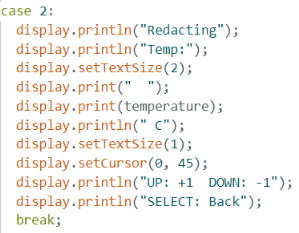 case 2:
display.println("Redacting");
display.println("Temp:");
display.setTextSize(2);
display.print("  ");
display.print(temperature);
display.println(" C");
display.setTextSize(1);
display.setCursor(0, 45);
display.println("UP: +1  DOWN: -1");
display.println("SELECT: Back");
break;